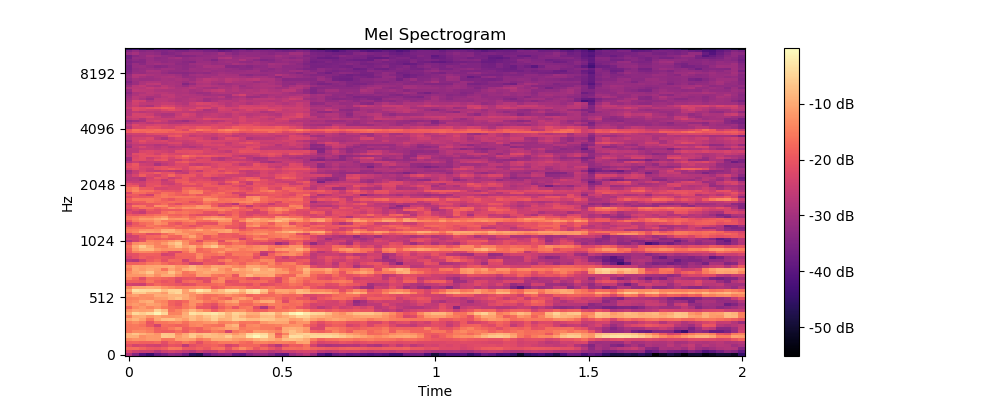 Mel Spectrogram
Hz
8192
4096
2048
1024
512
0
0 0.5 1 1.5 2
Time
-10 dB
-20 dB
-30 dB
-40 dB
-50 dB